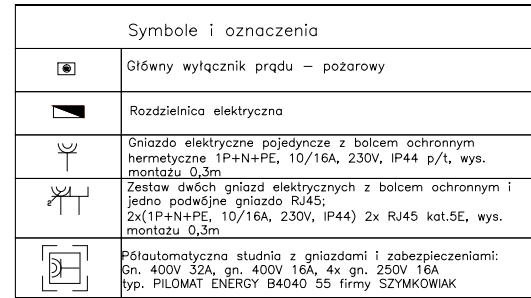 Symbole i oznaczenia
Główny wyłącznik prądu – pożarowy
Rozdzielnica elektryczna
Gniazdo elektryczne pojedyncze z bolcem ochronnym
hermetyczne 1P+N+PE, 10/16A, 230V, IP44 p/t, wys.
montażu 0,3m
2
Zestaw dwóch gniazd elektrycznych z bolcem ochronnym i
jedno podwójne gniazdo RJ45;
2x(1P+N+PE, 10/16A, 230V, IP44) 2x RJ45 kat.5E, wys.
montażu 0,3m
Półautomatyczna studnia z gniazdami i zabezpieczeniami:
Gn. 400V 32A, gn. 400V 16A, 4x gn. 250V 16A
typ. PILOMAT ENERGY B4040 55 firmy SZYMKOWIAK